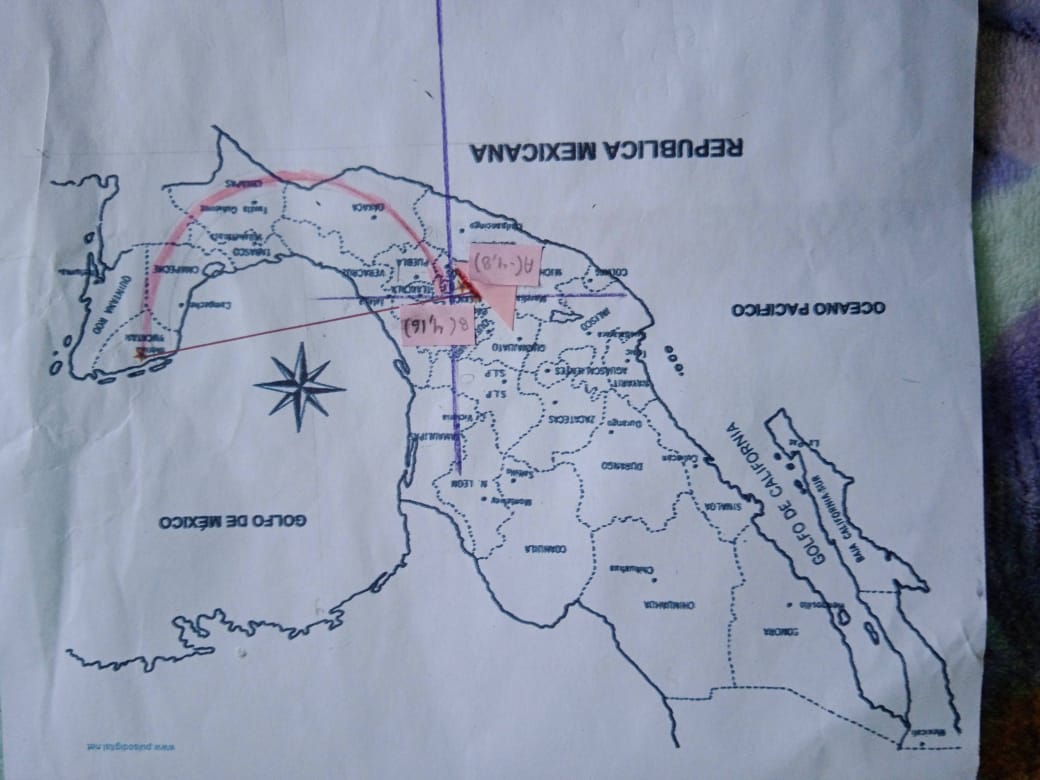 www.pulsodigital.net
Mexicali
SONORA
Hermosillo
CHIHUAHUA
Chihuahua
COAHUILA
GOLFO DE CALIFORNIA
BAJA CALIFORNIA SUR
GOLFO DE MÉXICO
SINALOA
Monterrey
N. LEON
Saltillo
Culiacan
DURANGO
La Paz
TAMAULIPAS
Durango
ZACATECAS
C. Victoria
S.L.P.
S.L.P.
NAYARIT
AGUASCALIENTES
Tepic
GUANAJUATO
Guadalajara
YUCATAN
JALISCO
B(4,16)
OCEANO PACIFICO
Morelia
MEXICO
Jalapa
Campeche
QUINTANA ROO
TLAXCALA
COLIMA
MICH
A(-4,8)
PUEBLA
VERACRUZ
CAMPECHE
TABASCO
Villahermosa
Chilpancingo
OAXACA
Tuxtla Gutierrez
CHIAPAS
REPUBLICA MEXICANA